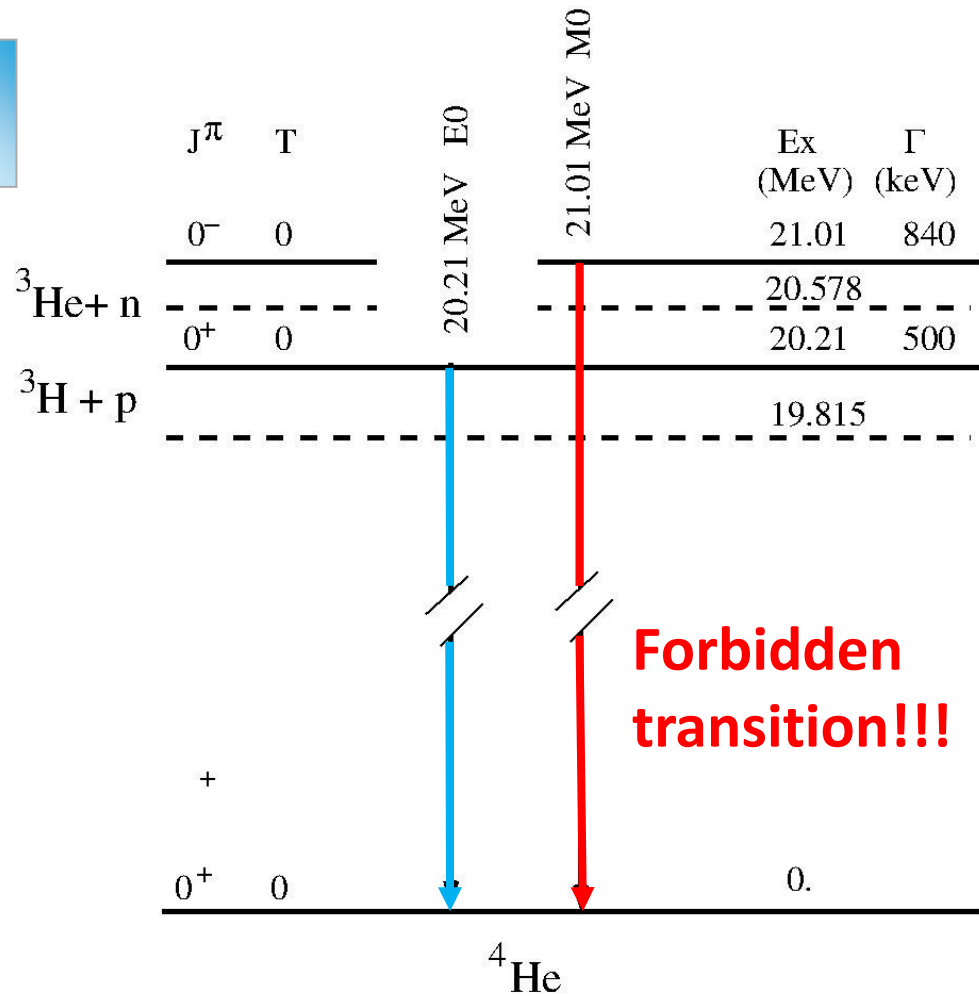 20.21 MeV E0
21.01 MeV M0
J^π T Ex Γ
(MeV) (keV)
0⁻ 0 21.01 840
³He+ n 20.578
0⁺ 0 20.21 500
³H + p 19.815
Forbidden
transition!!!
+
0⁺ 0 0.
⁴He